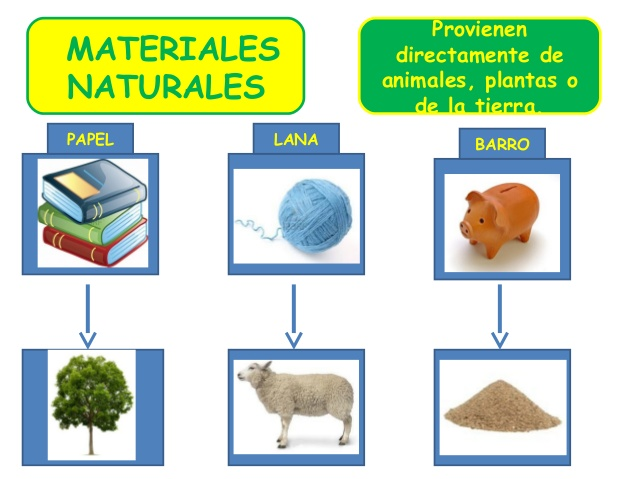 MATERIALES
NATURALES
Provienen
directamente de
animales, plantas o
de la tierra.
PAPEL
LANA
BARRO